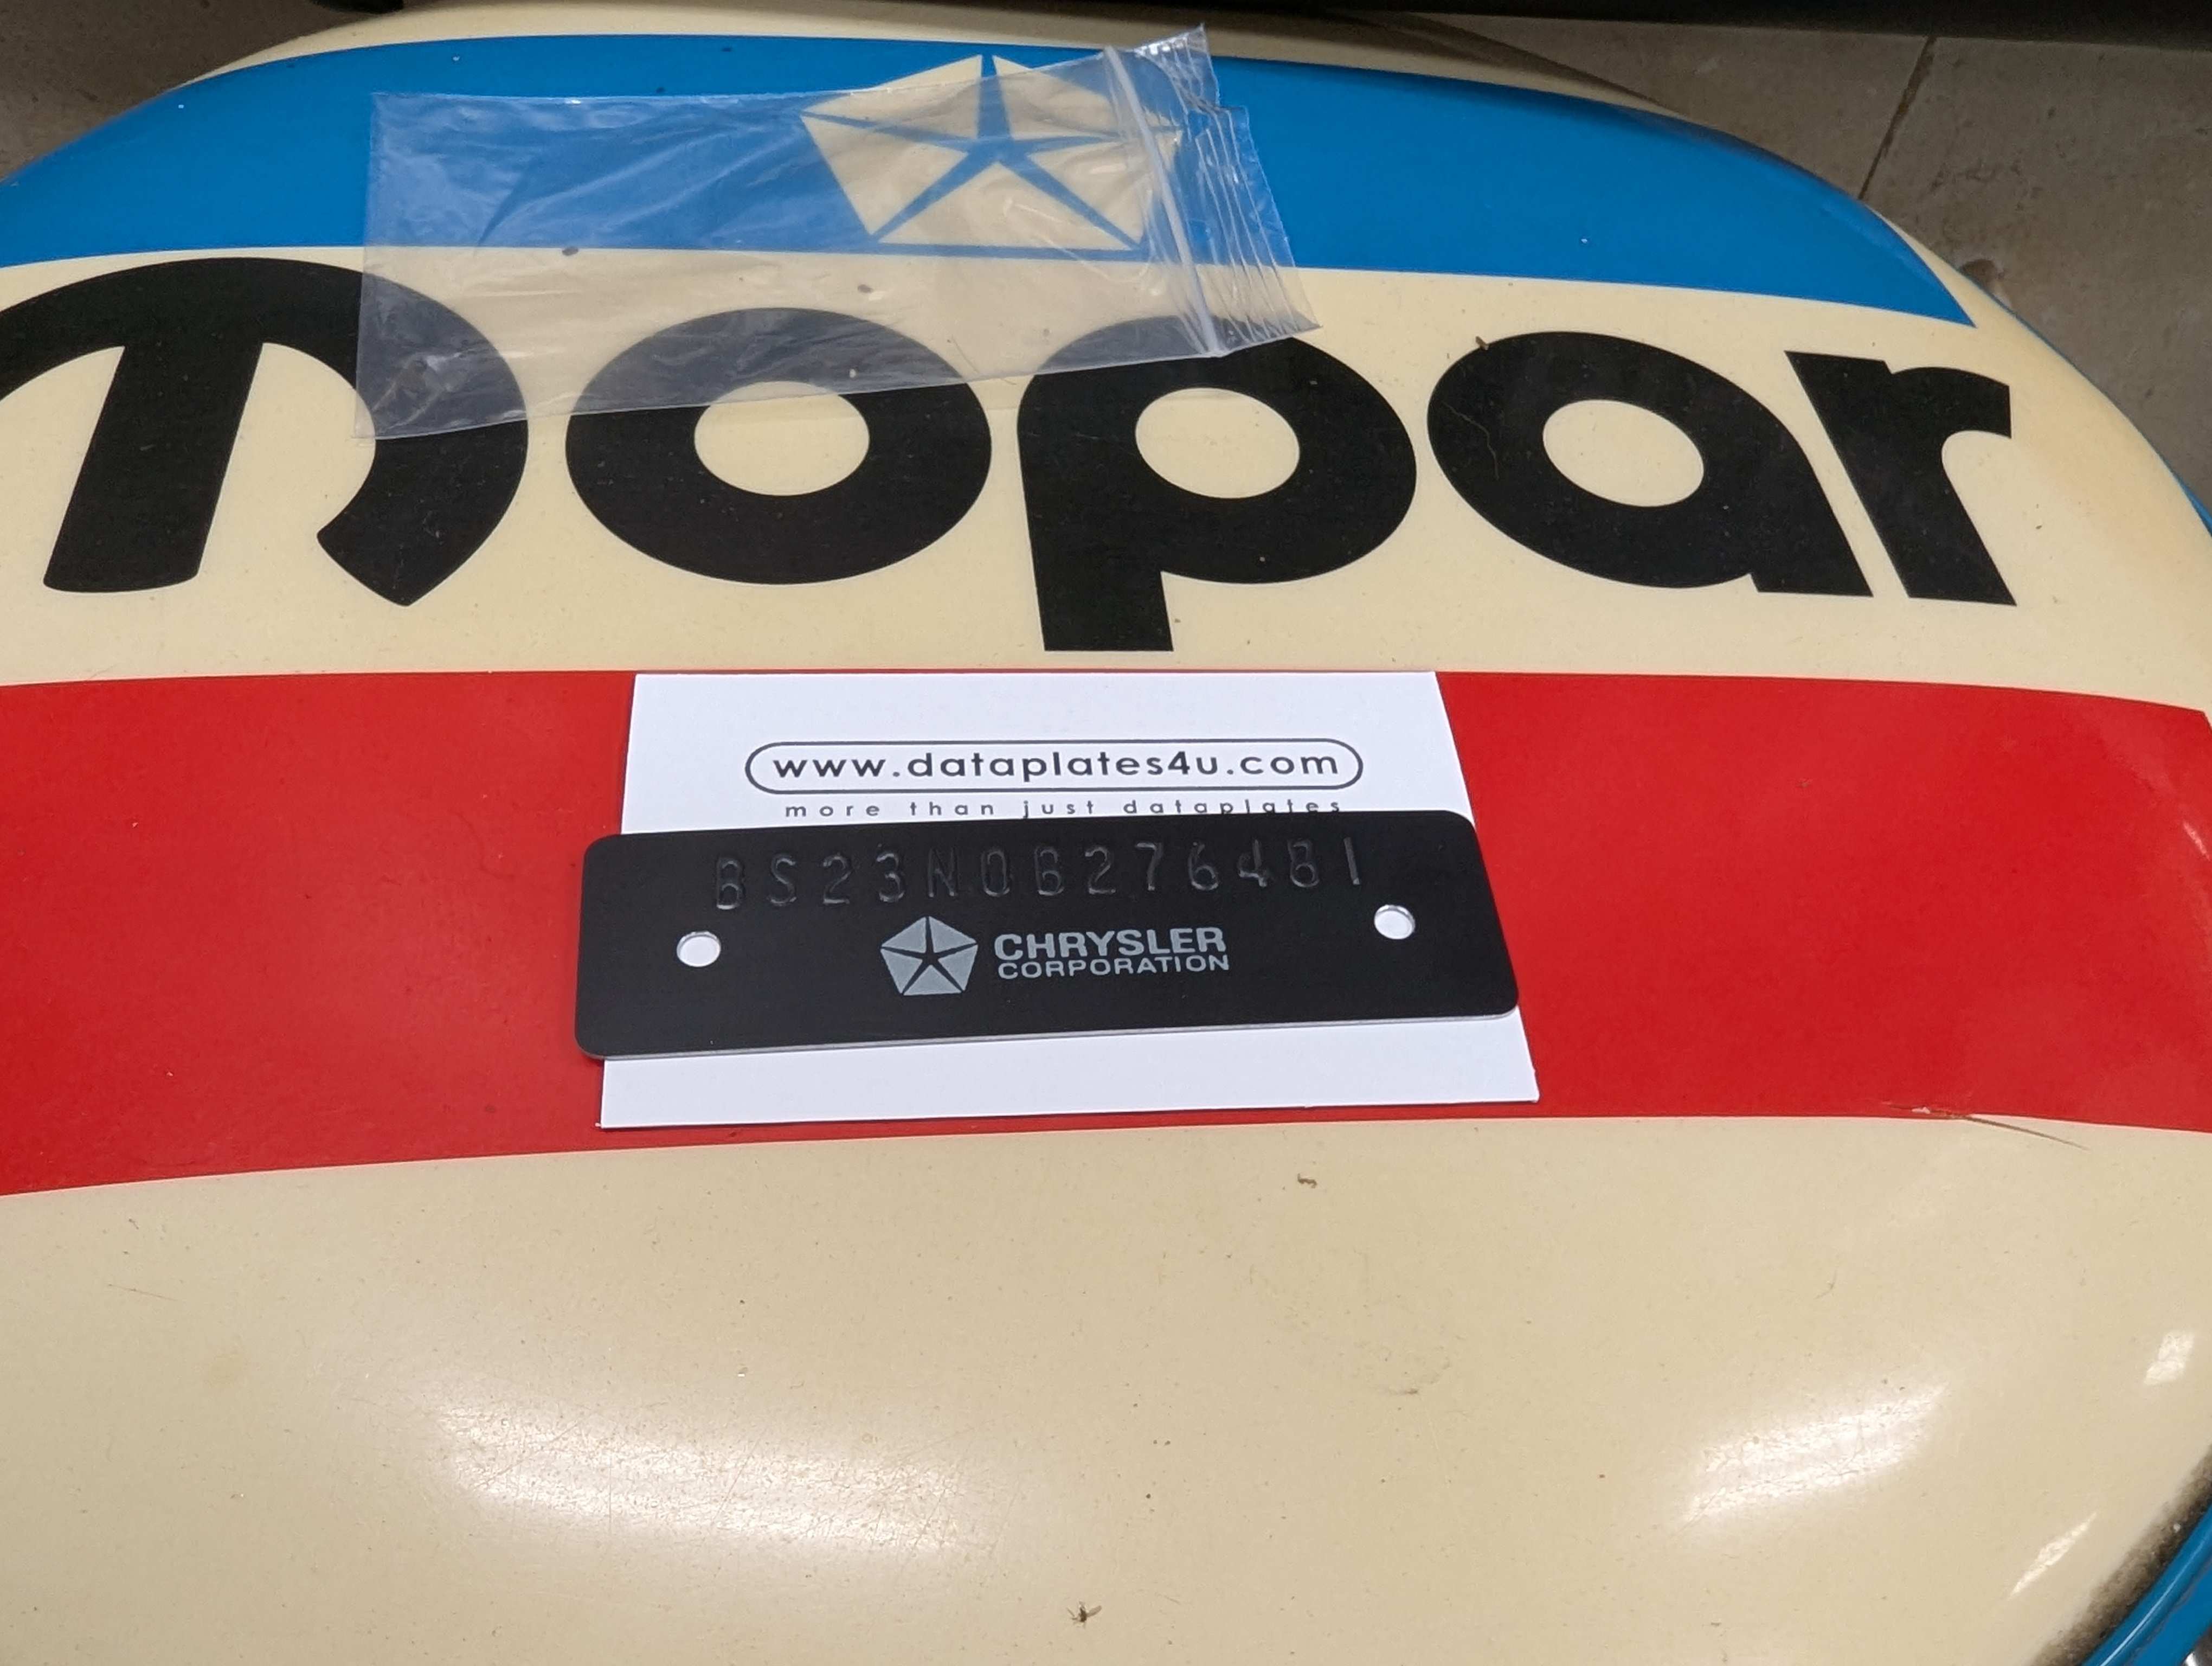 mopar
www.dataplates4u.com
more than just dataplates
BS23N0B276481
CHRYSLER
CORPORATION